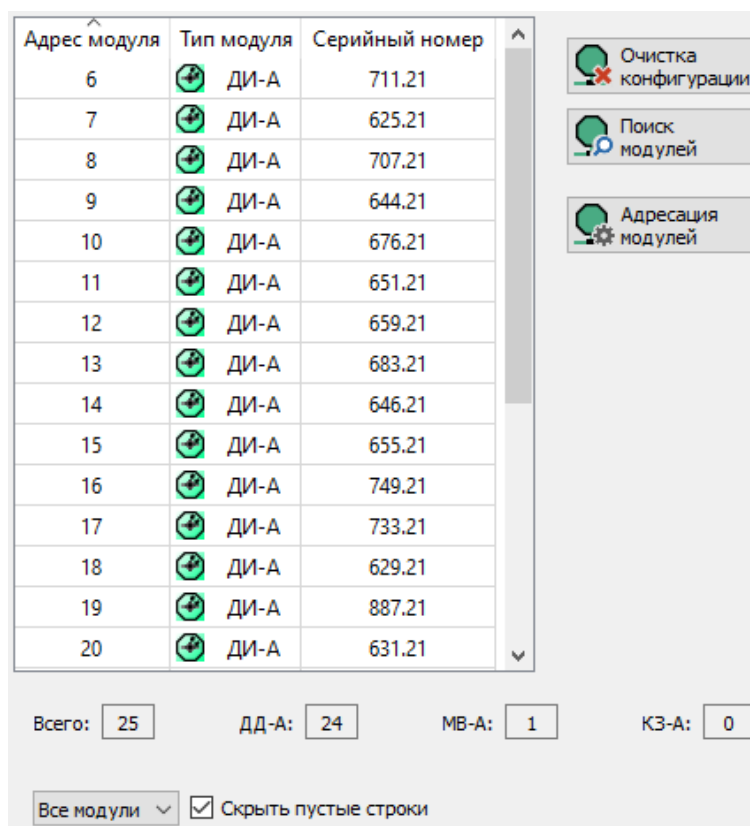 Адрес модуля Тип модуля Серийный номер
6 ДИ-А 711.21
7 ДИ-А 625.21
8 ДИ-А 707.21
9 ДИ-А 644.21
10 ДИ-А 676.21
11 ДИ-А 651.21
12 ДИ-А 659.21
13 ДИ-А 683.21
14 ДИ-А 646.21
15 ДИ-А 655.21
16 ДИ-А 749.21
17 ДИ-А 733.21
18 ДИ-А 629.21
19 ДИ-А 887.21
20 ДИ-А 631.21
Очистка
конфигурации
Поиск
модулей
Адресация
модулей
Всего: 25 ДД-А: 24 МВ-А: 1 КЗ-А: 0
Все модули Скрыть пустые строки